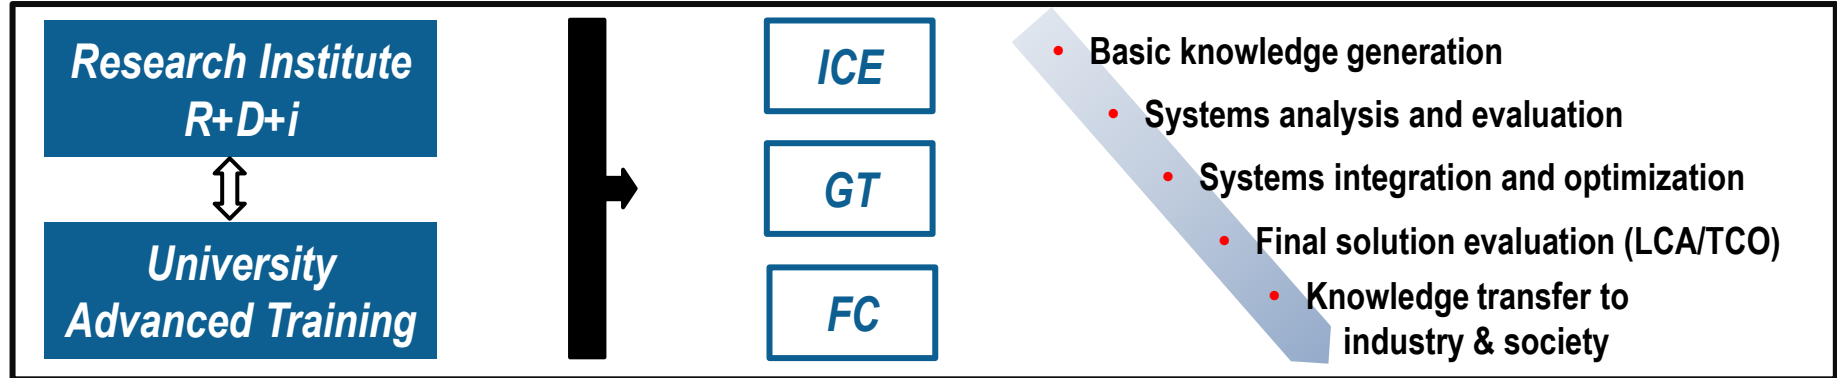 Research Institute
R+D+i
University
Advanced Training
ICE
GT
FC
• Basic knowledge generation
• Systems analysis and evaluation
• Systems integration and optimization
• Final solution evaluation (LCA/TCO)
• Knowledge transfer to
industry & society